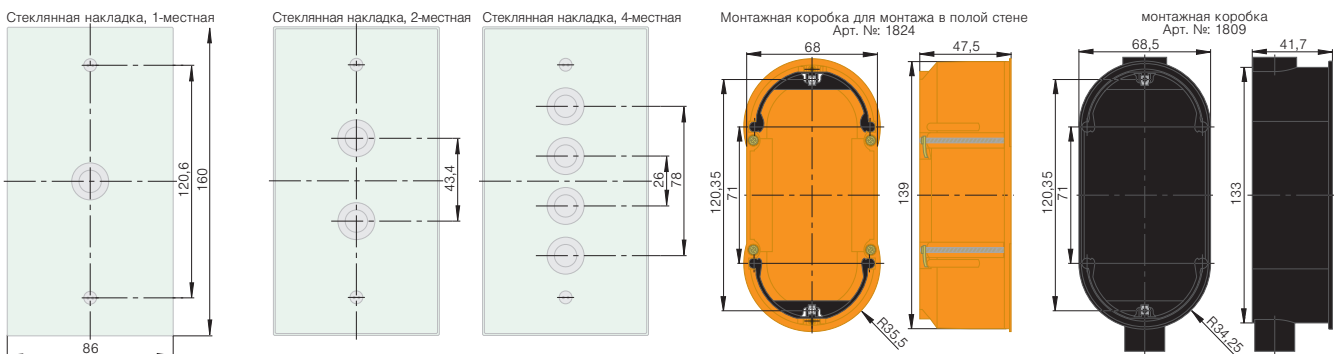 Стеклянная накладка, 1-местная
120,6
160
86
Стеклянная накладка, 2-местная
43,4
Стеклянная накладка, 4-местная
26
78
Монтажная коробка для монтажа в полой стене
Арт. №: 1824
68
47,5
120,35
71
139
R35,5
монтажная коробка
Арт. №: 1809
68,5
41,7
120,35
71
133
R34,25